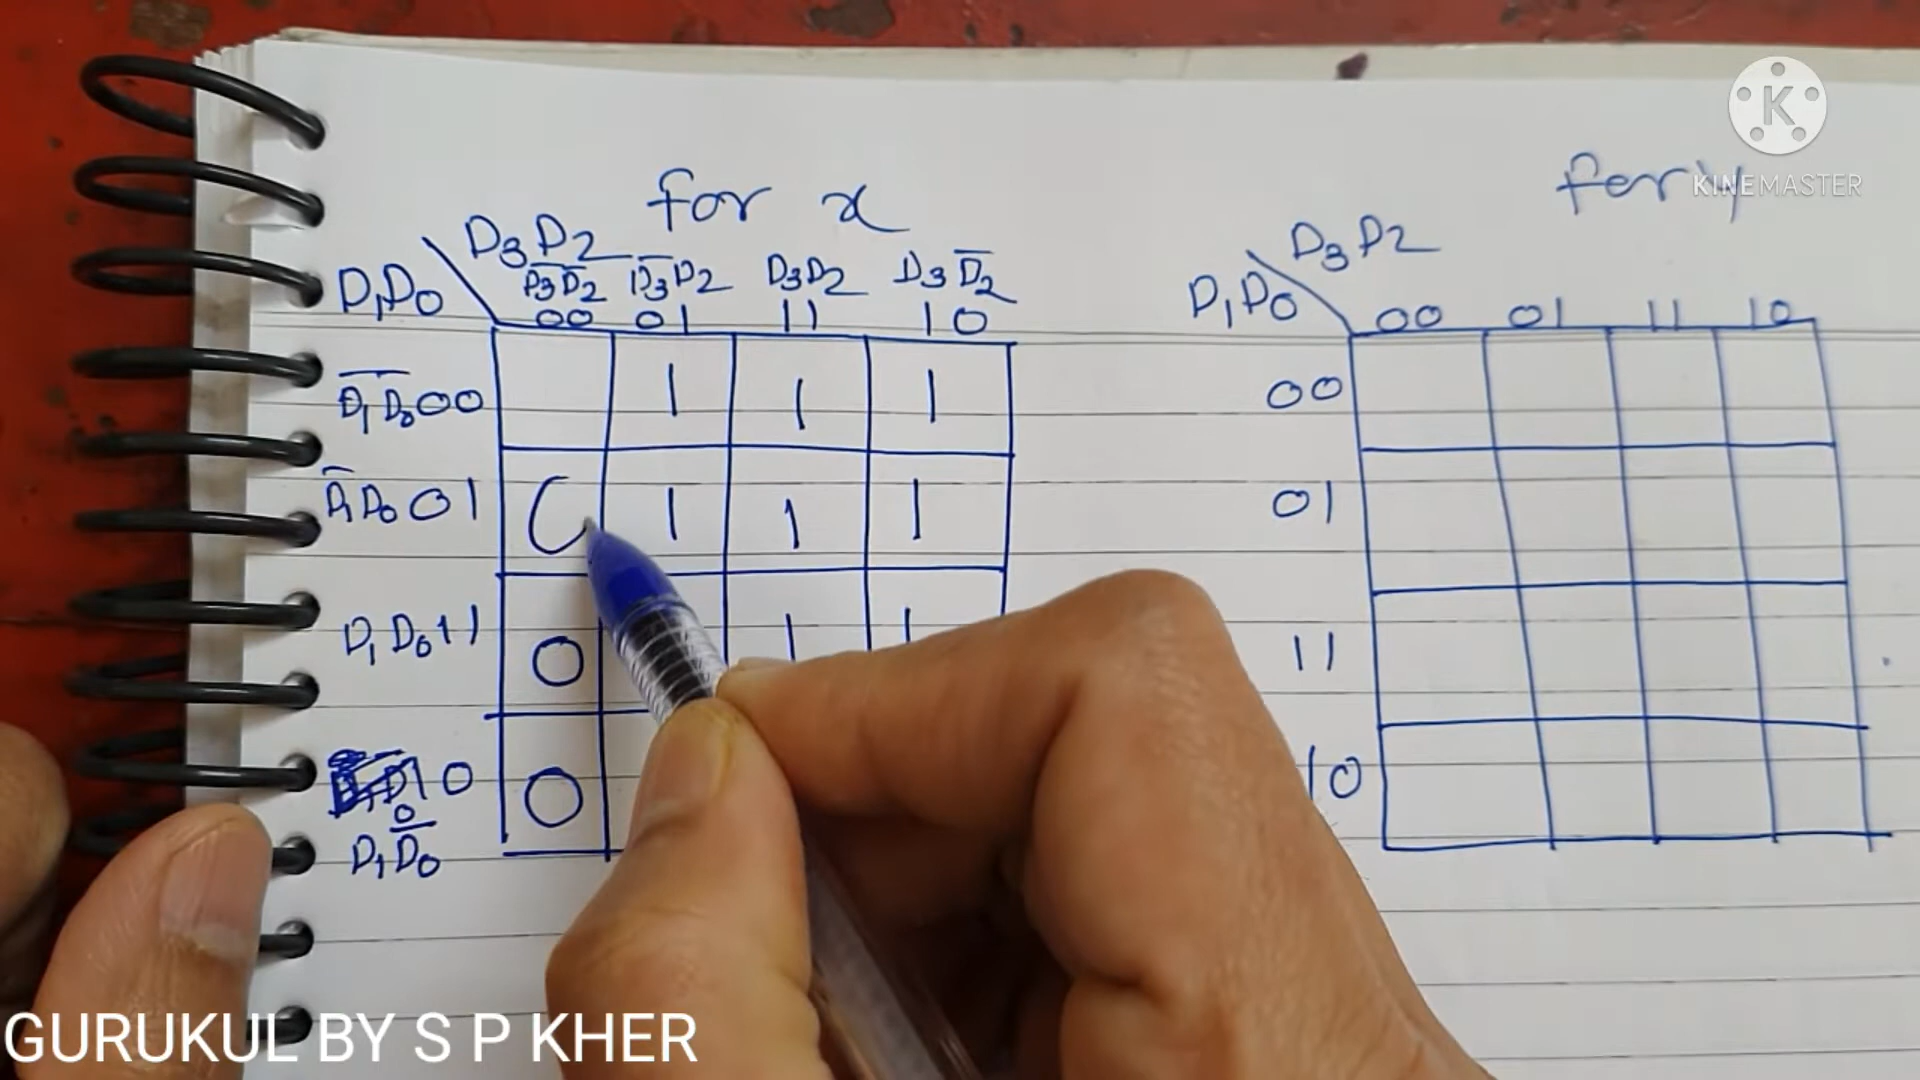 K
KINEMASTER
for x
for y
D3D2
D3D2
D1D0
D̅3D̅2 D̅3D2 D3D2 D3D̅2
00 01 11 10
D1D0
00 01 11 10
D̅1D̅0 00 1 1 1
00
D̅1D0 01 1 1 1
01
D1D0 11 0 1 1
11
10 0
10
D1D̅0
GURUKUL BY S P KHER